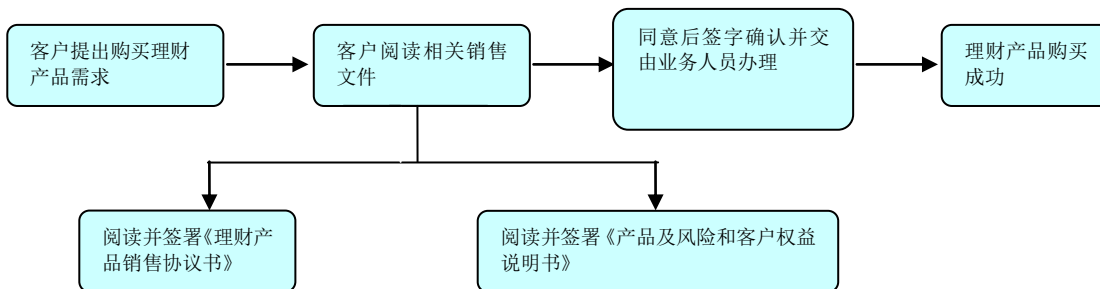 客户提出购买理财
产品需求
客户阅读相关销售
文件
同意后签字确认并交
由业务人员办理
理财产品购买
成功
阅读并签署《理财产
品销售协议书》
阅读并签署《产品及风险和客户权益
说明书》